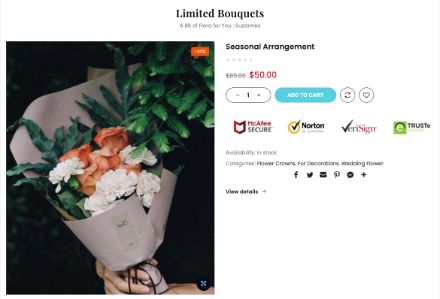 Limited Bouquets
A Bit of Flora for You : Suzannes
-44%
Seasonal Arrangement
$89.00 $50.00
- 1 +
ADD TO CART
McAfee SECURE
Norton
VeriSign
TRUSTe
Availability: In stock
Categories: Flower Crowns, For Decorations, Wedding Flower
View details →